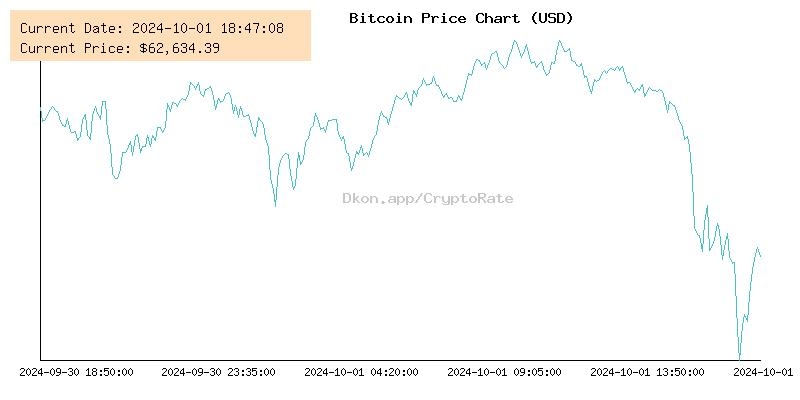 Bitcoin Price Chart (USD)
Current Date: 2024-10-01 18:47:08
Current Price: $62,634.39
Dkon.app/CryptoRate
2024-09-30 18:50:00 2024-09-30 23:35:00 2024-10-01 04:20:00 2024-10-01 09:05:00 2024-10-01 13:50:00 2024-10-01